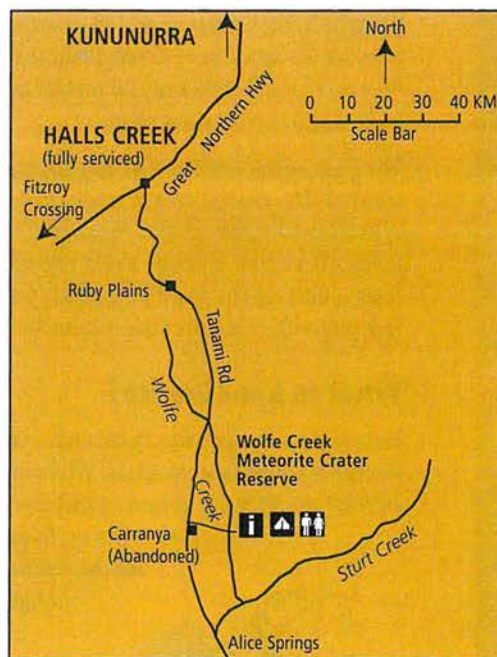 KUNUNURRA
North
Great Northern Hwy
0 10 20 30 40 KM
Scale Bar
HALLS CREEK
(fully serviced)
Fitzroy
Crossing
Ruby Plains
Tanami Rd
Wolfe
Creek
Wolfe Creek
Meteorite Crater
Reserve
i
Carranya
(Abandoned)
Sturt Creek
Alice Springs